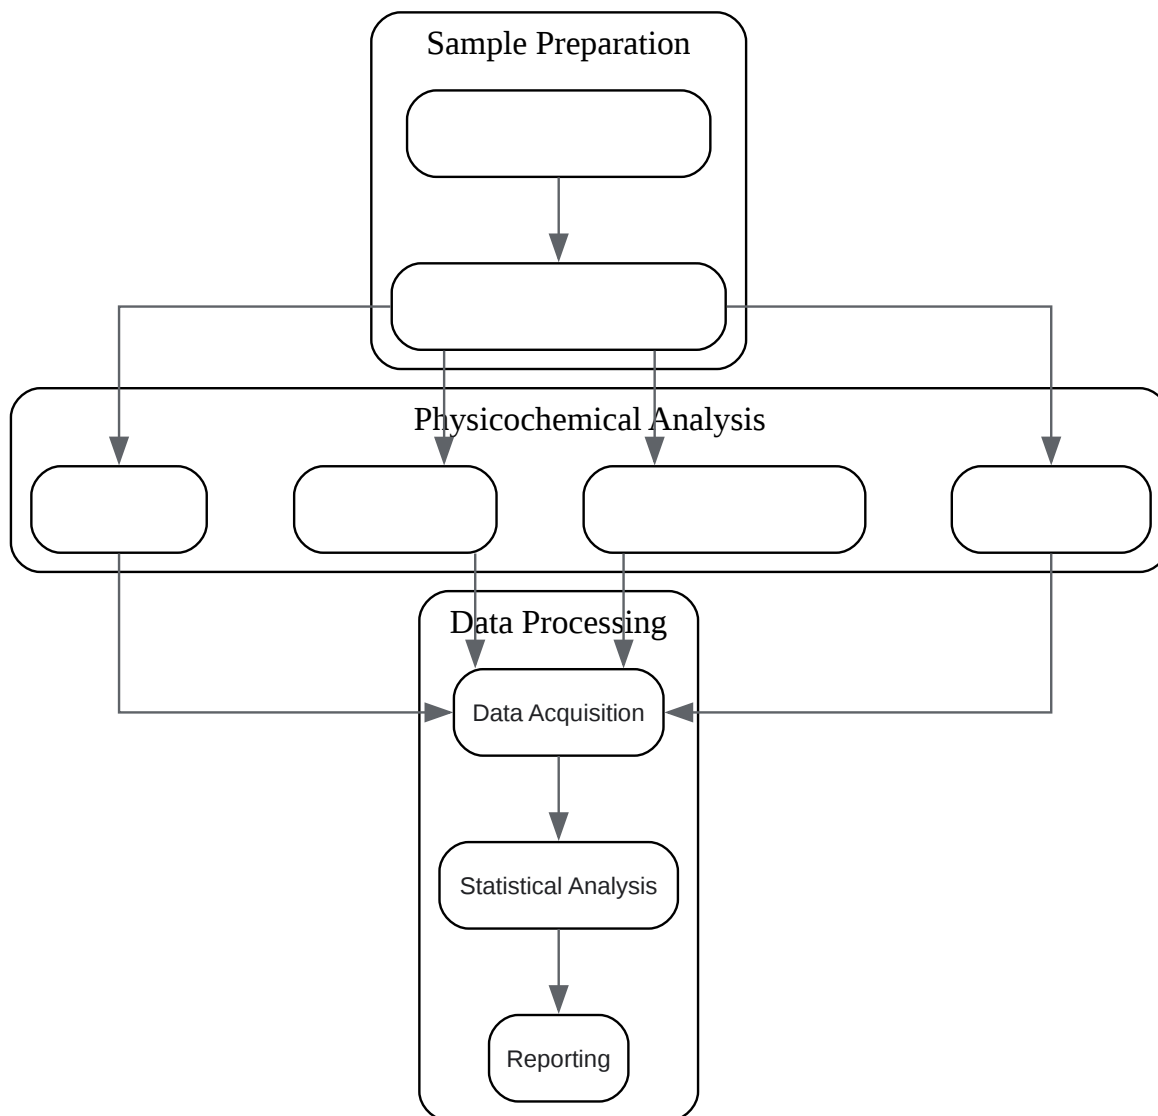 Sample Preparation
Physicochemical Analysis
Data Processing
Data Acquisition
Statistical Analysis
Reporting